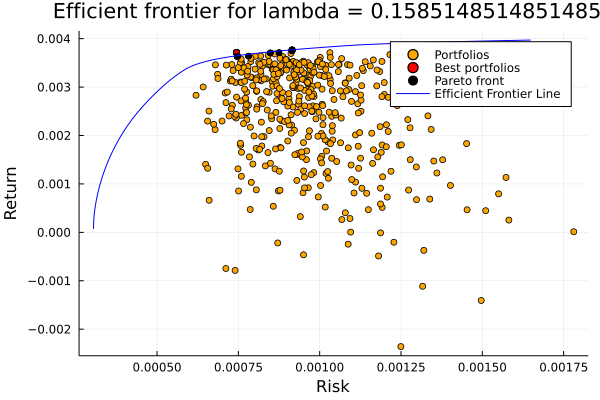 Efficient frontier for lambda = 0.1585148514851485
0.004
0.003
0.002
0.001
0.000
−0.001
−0.002
Return
Portfolios
Best portfolios
Pareto front
Efficient Frontier Line
0.00050
0.00075
0.00100
0.00125
0.00150
0.00175
Risk